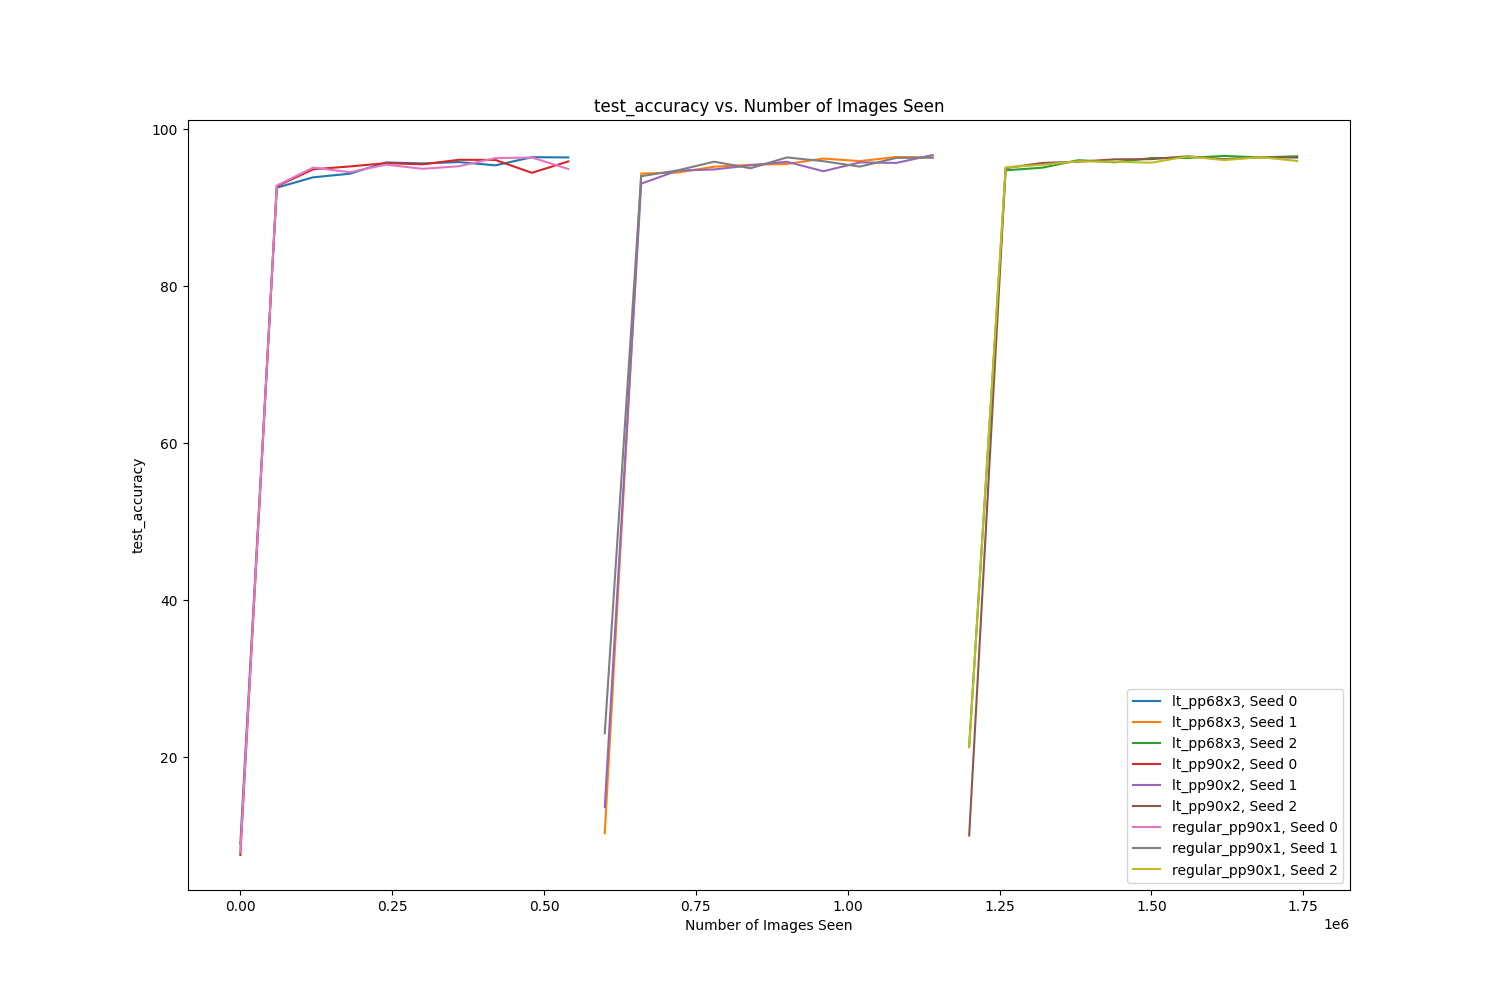 test_accuracy vs. Number of Images Seen
100
80
60
40
20
test_accuracy
0.00 0.25 0.50 0.75 1.00 1.25 1.50 1.75
1e6
Number of Images Seen
lt_pp68x3, Seed 0
lt_pp68x3, Seed 1
lt_pp68x3, Seed 2
lt_pp90x2, Seed 0
lt_pp90x2, Seed 1
lt_pp90x2, Seed 2
regular_pp90x1, Seed 0
regular_pp90x1, Seed 1
regular_pp90x1, Seed 2